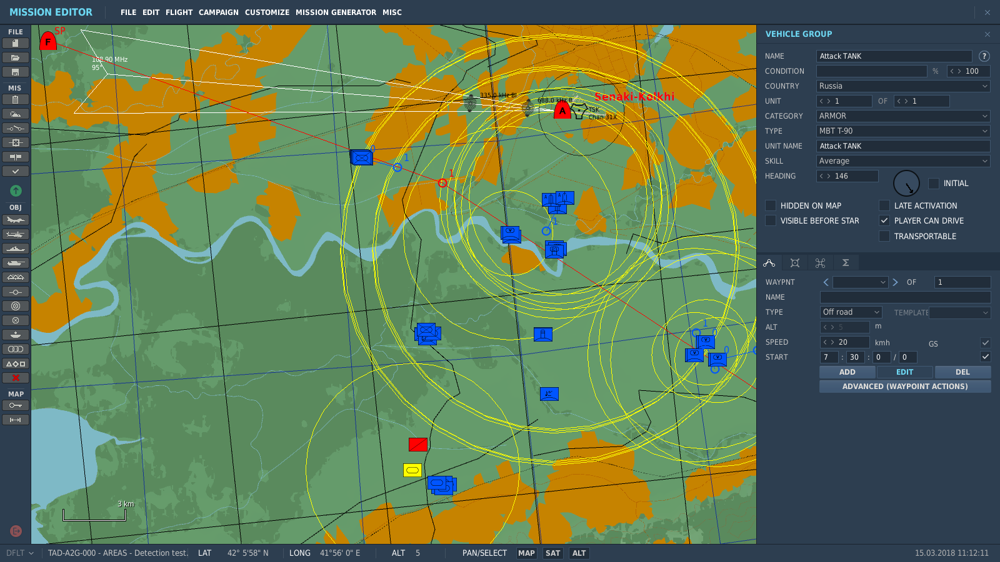 MISSION EDITOR
FILE EDIT FLIGHT CAMPAIGN CUSTOMIZE MISSION GENERATOR MISC
FILE
MIS
OBJ
MAP
SP
F
108.90 MHz
95°
335.0 kHz BI
688.0 kHz B
A
Senaki-Kolkhi
TSK
Chan 31X
0
1
1
1
1
0
3 km
VEHICLE GROUP
NAME Attack TANK ?
CONDITION % < > 100
COUNTRY Russia
UNIT < > 1 OF < > 1
CATEGORY ARMOR
TYPE MBT T-90
UNIT NAME Attack TANK
SKILL Average
HEADING < > 146
INITIAL
HIDDEN ON MAP LATE ACTIVATION
VISIBLE BEFORE STAR PLAYER CAN DRIVE
TRANSPORTABLE
WAYPNT OF 1
NAME
TYPE Off road TEMPLATE
ALT < > 5 m
SPEED < > 20 kmh GS
START 7 : 30 : 0 / 0
ADD EDIT DEL
ADVANCED (WAYPOINT ACTIONS)
DFLT TAD-A2G-000 - AREAS - Detection test. LAT 42° 5'58" N LONG 41°56' 0" E ALT 5 PAN/SELECT MAP SAT ALT 15.03.2018 11:12:11